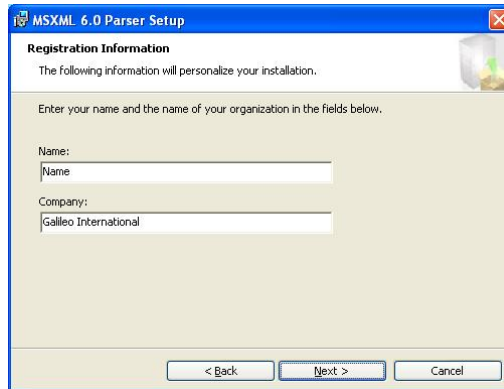 MSXML 6.0 Parser Setup
Registration Information
The following information will personalize your installation.
Enter your name and the name of your organization in the fields below.
Name:
Name
Company:
Galileo International
< Back Next > Cancel